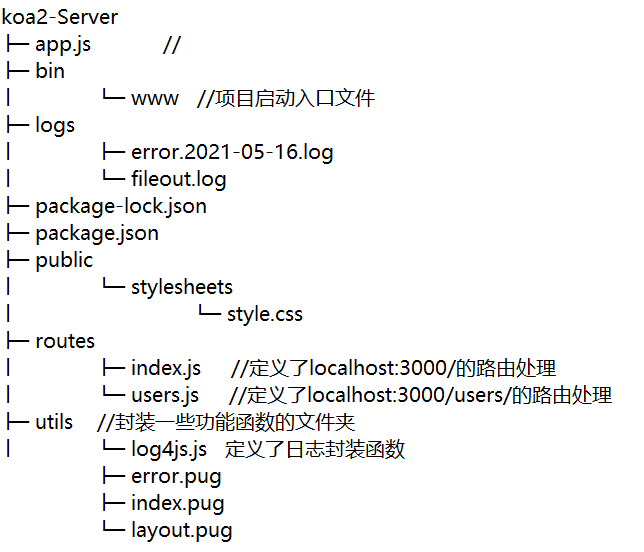 koa2-Server
├─ app.js //
├─ bin
│ └─ www //项目启动入口文件
├─ logs
│ ├─ error.2021-05-16.log
│ └─ fileout.log
├─ package-lock.json
├─ package.json
├─ public
│ └─ stylesheets
│ └─ style.css
├─ routes
│ ├─ index.js //定义了localhost:3000/的路由处理
│ └─ users.js //定义了localhost:3000/users/的路由处理
├─ utils //封装一些功能函数的文件夹
│ └─ log4js.js 定义了日志封装函数
├─ error.pug
├─ index.pug
└─ layout.pug